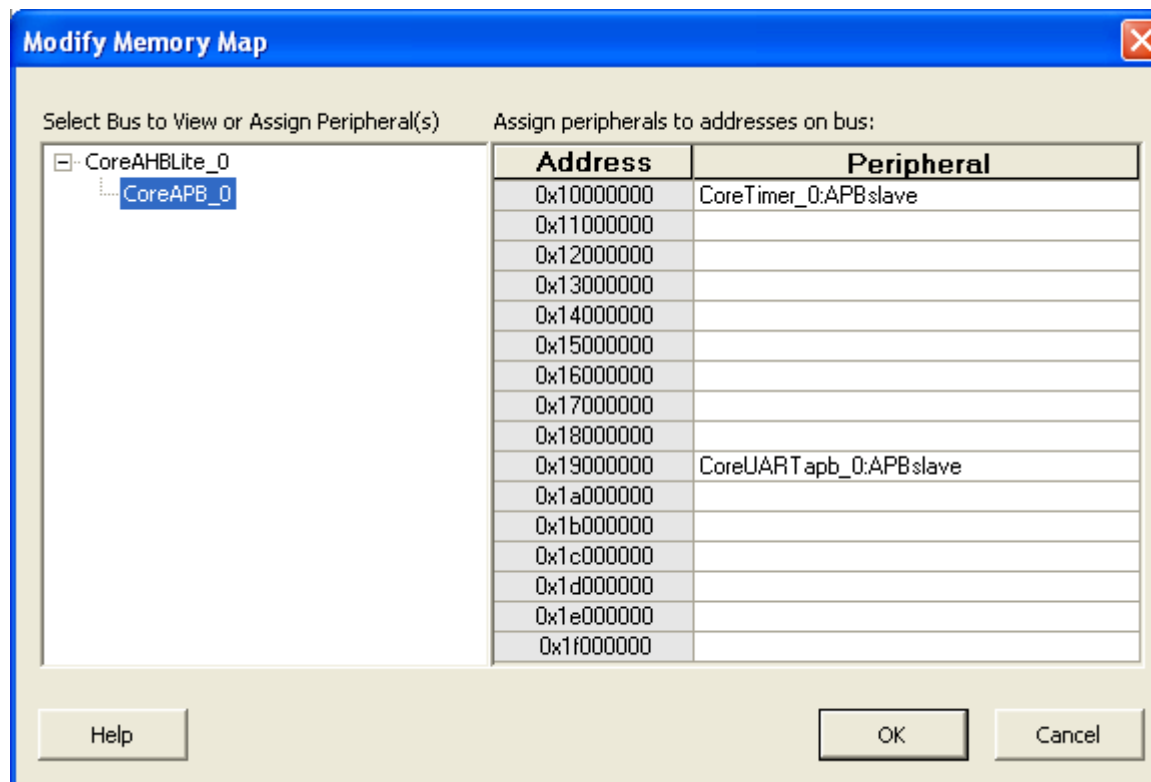 Modify Memory Map
Select Bus to View or Assign Peripheral(s)
Assign peripherals to addresses on bus:
CoreAHBLite_0
CoreAPB_0
Address Peripheral
0x10000000 CoreTimer_0:APBslave
0x11000000
0x12000000
0x13000000
0x14000000
0x15000000
0x16000000
0x17000000
0x18000000
0x19000000 CoreUARTapb_0:APBslave
0x1a000000
0x1b000000
0x1c000000
0x1d000000
0x1e000000
0x1f000000
Help
OK
Cancel